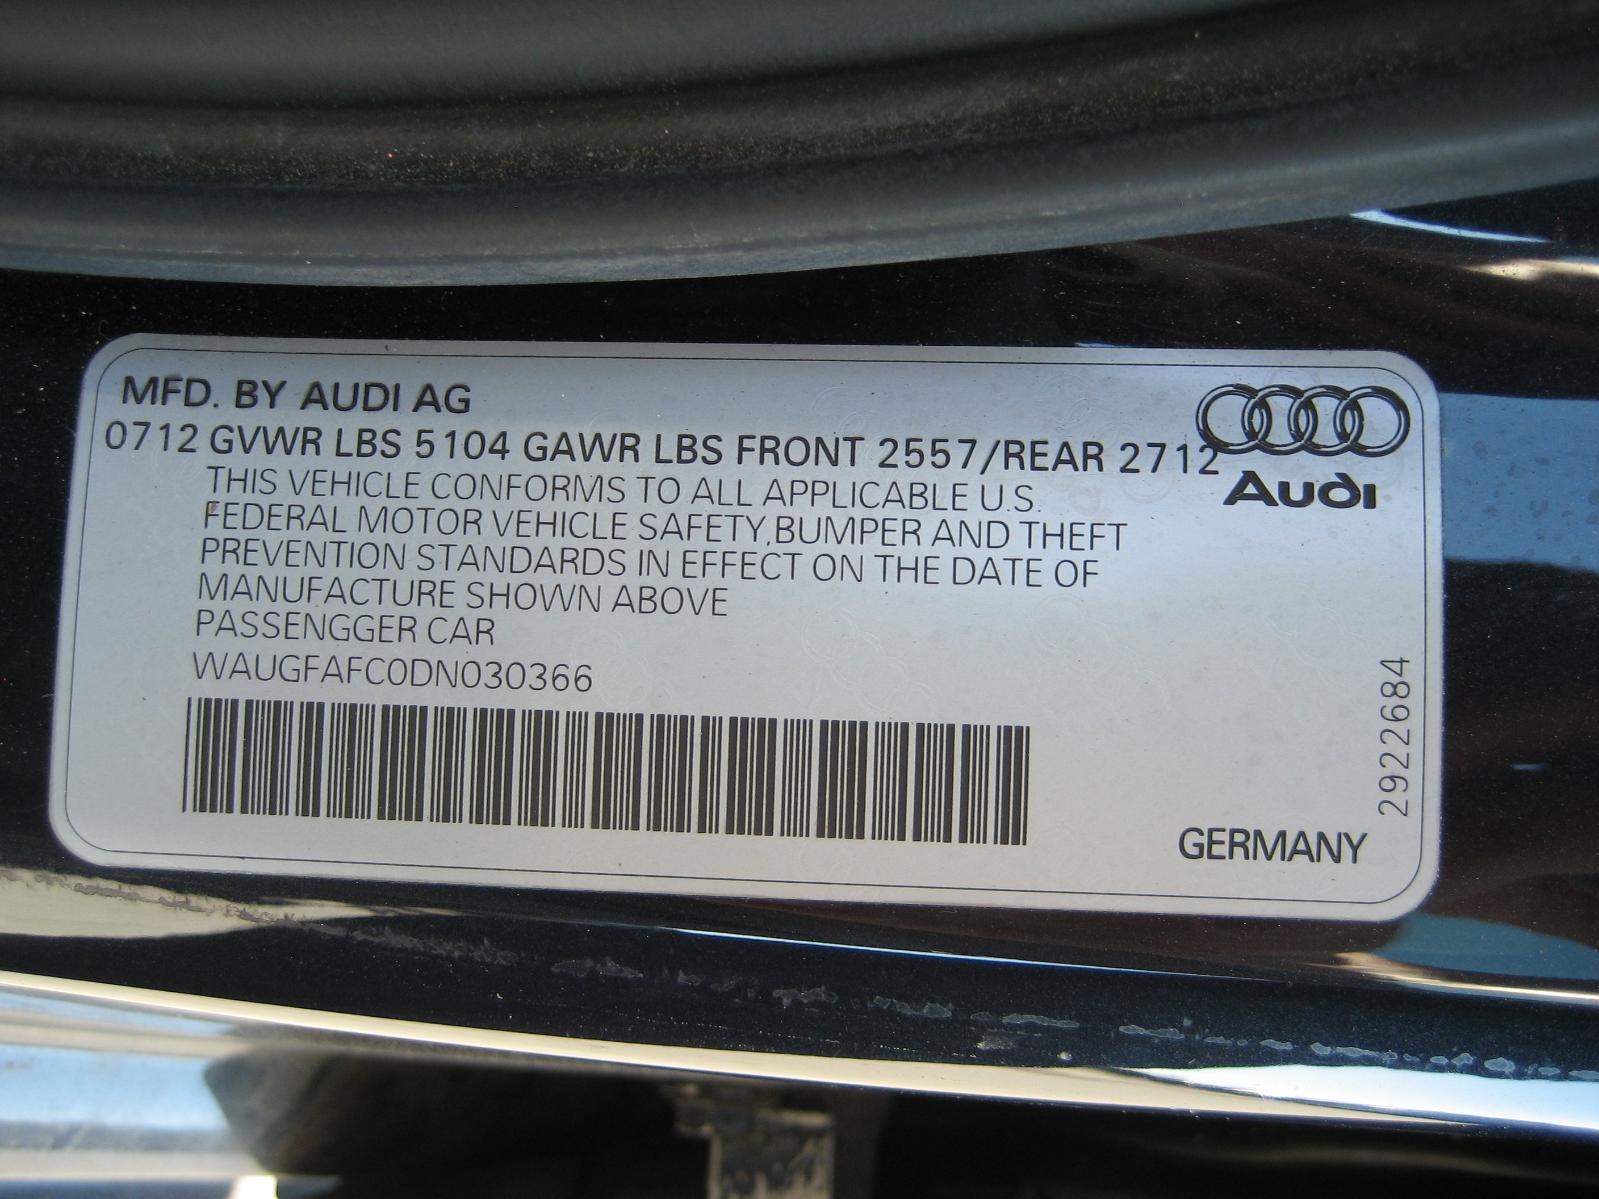 MFD. BY AUDI AG
0712 GVWR LBS 5104 GAWR LBS FRONT 2557/REAR 2712
Audi
THIS VEHICLE CONFORMS TO ALL APPLICABLE U.S.
FEDERAL MOTOR VEHICLE SAFETY,BUMPER AND THEFT
PREVENTION STANDARDS IN EFFECT ON THE DATE OF
MANUFACTURE SHOWN ABOVE
PASSENGGER CAR
WAUGFAFC0DN030366
2922684
GERMANY